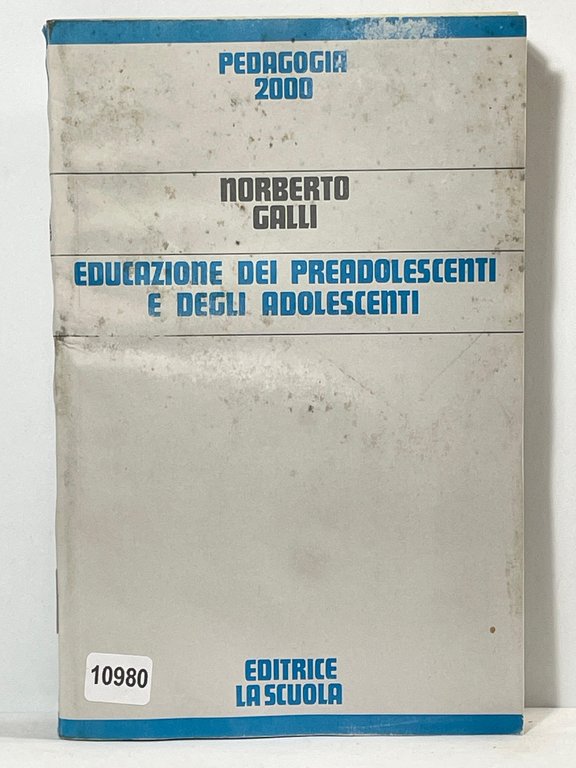 PEDAGOGIA
2000
NORBERTO
GALLI
EDUCAZIONE DEI PREADOLESCENTI
E DEGLI ADOLESCENTI
10980
EDITRICE
LA SCUOLA